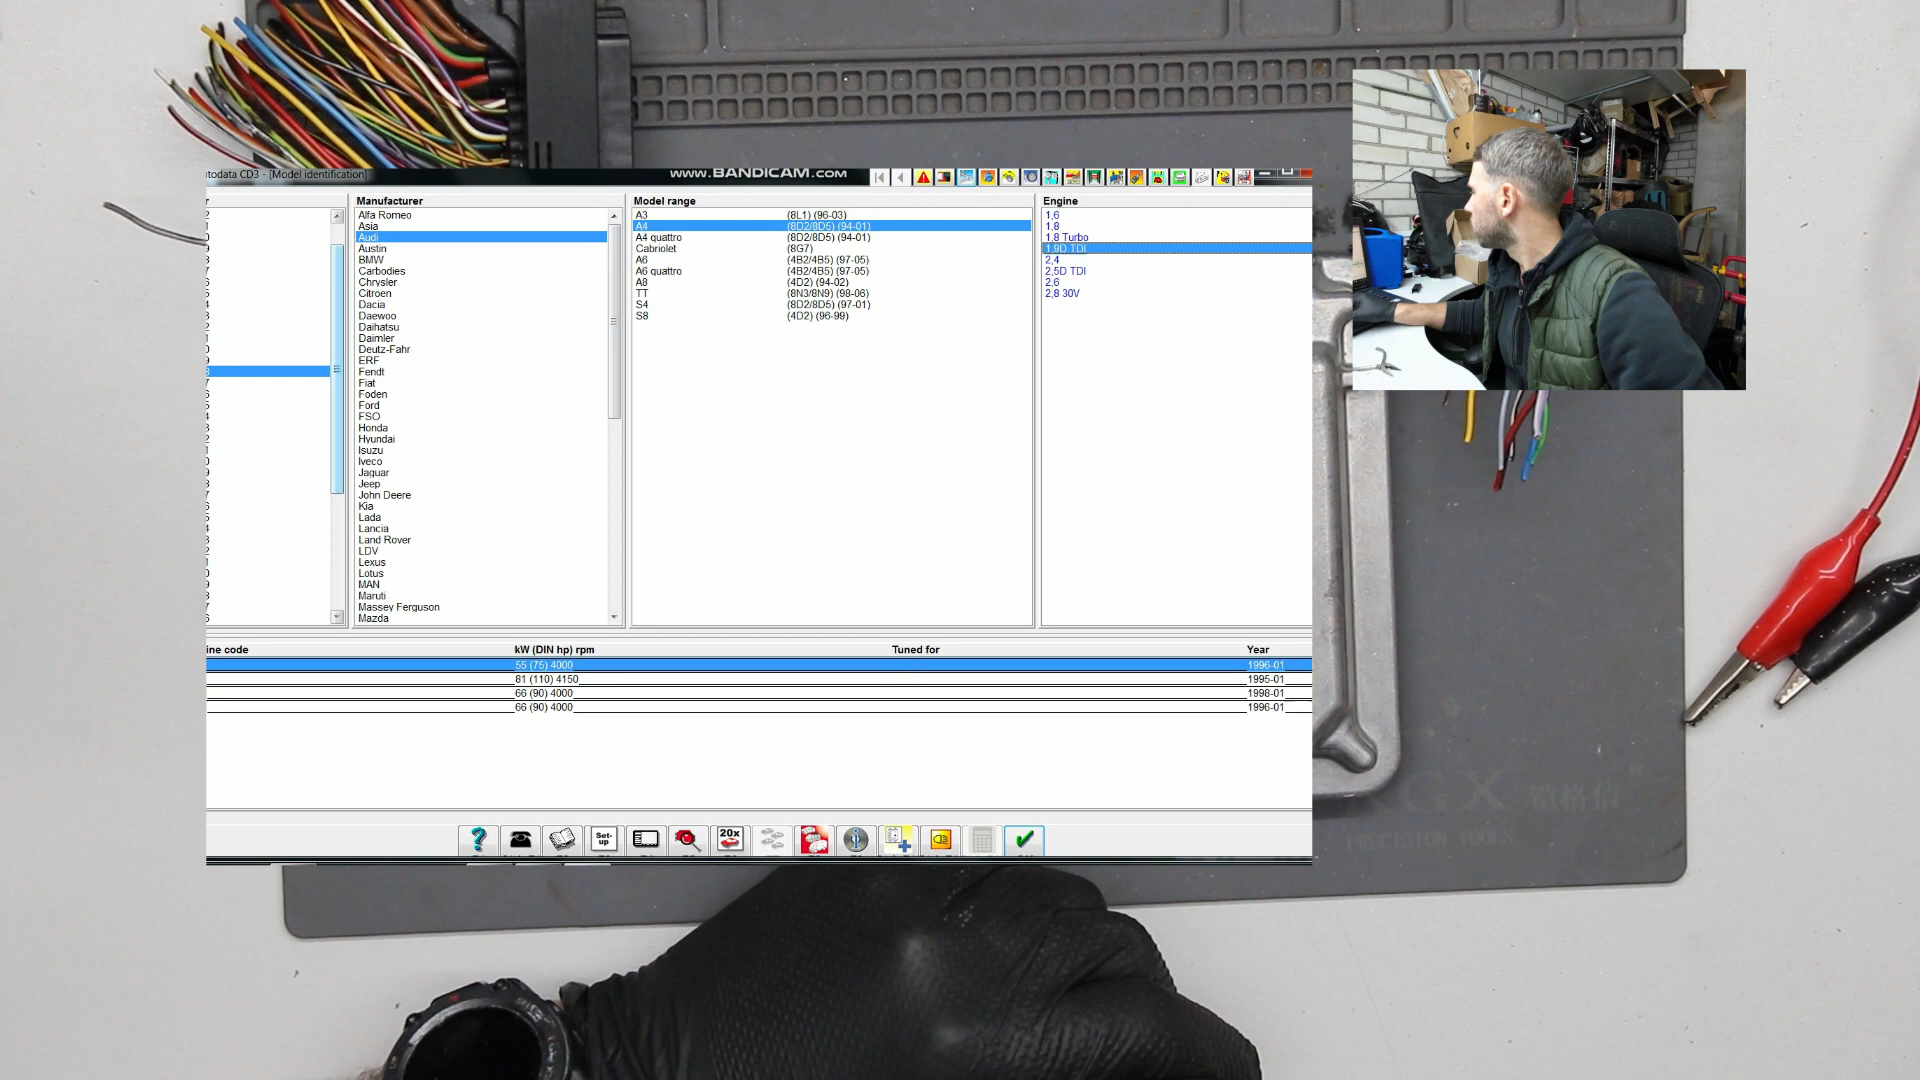 utodata CD3 - [Model identification]
WWW.BANDICAM.COM
Manufacturer
Alfa Romeo
Asia
Audi
Austin
BMW
Carbodies
Chrysler
Citroen
Dacia
Daewoo
Daihatsu
Daimler
Deutz-Fahr
ERF
Fendt
Fiat
Foden
Ford
FSO
Honda
Hyundai
Isuzu
Iveco
Jaguar
Jeep
John Deere
Kia
Lada
Lancia
Land Rover
LDV
Lexus
Lotus
MAN
Maruti
Massey Ferguson
Mazda
Model range
A3 (8L1) (96-03)
A4 (8D2/8D5) (94-01)
A4 quattro (8D2/8D5) (94-01)
Cabriolet (8G7)
A6 (4B2/4B5) (97-05)
A6 quattro (4B2/4B5) (97-05)
A8 (4D2) (94-02)
TT (8N3/8N9) (98-06)
S4 (8D2/8D5) (97-01)
S8 (4D2) (96-99)
Engine
1,6
1,8
1,8 Turbo
1,9D TDI
2,4
2,5D TDI
2,6
2,8 30V
ine code kW (DIN hp) rpm Tuned for Year
55 (75) 4000 1996-01
81 (110) 4150 1995-01
66 (90) 4000 1998-01
66 (90) 4000 1996-01
Set-
up
20x
PRECISION TOOL